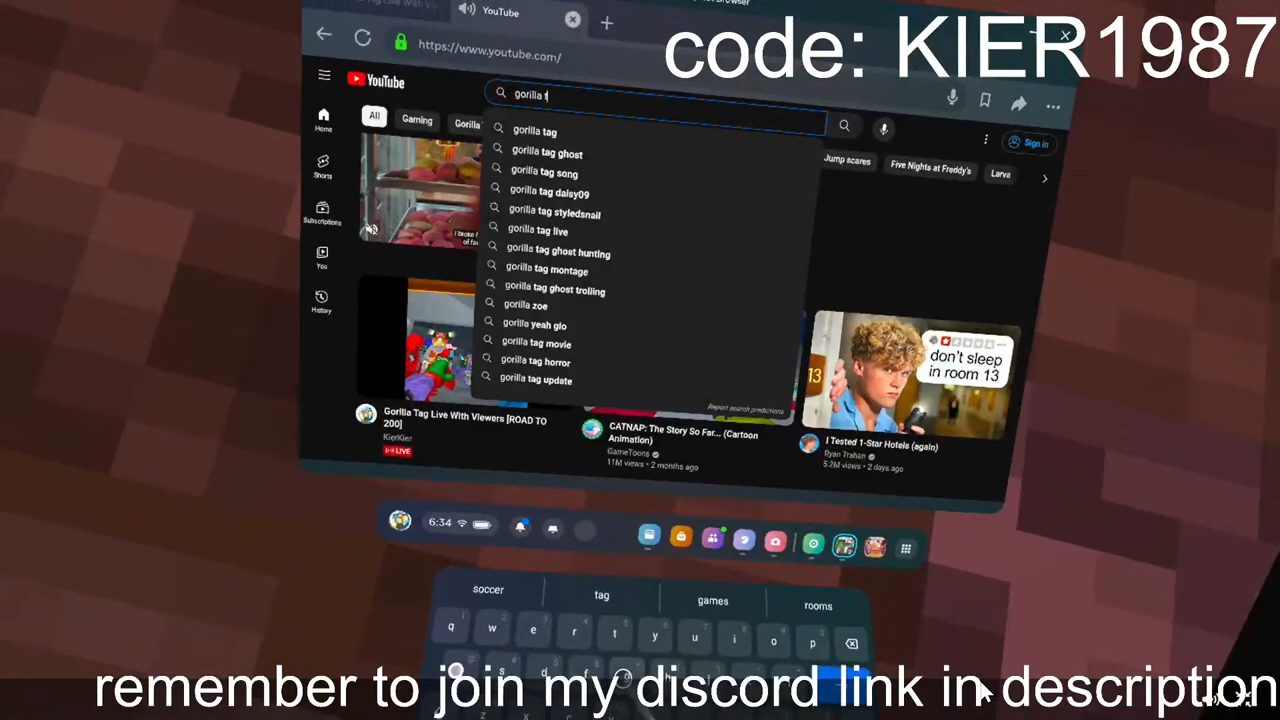 YouTube
code: KIER1987
https://www.youtube.com/
YouTube
gorilla t
Sign in
All
Gaming
Jump scares
Five Nights at Freddy's
Larva
Home
Shorts
Subscriptions
You
History
gorilla tag
gorilla tag ghost
gorilla tag song
gorilla tag daisy09
gorilla tag styledsnail
gorilla tag live
gorilla tag ghost hunting
gorilla tag montage
gorilla tag ghost trolling
gorilla zoe
gorilla yeah glo
gorilla tag movie
gorilla tag horror
gorilla tag update
Report search predictions
13
don't sleep
in room 13
Gorilla Tag Live With Viewers [ROAD TO
200]
KierKier
LIVE
CATNAP: The Story So Far... (Cartoon
Animation)
GameToons
11M views • 2 months ago
I Tested 1-Star Hotels (again)
Ryan Trahan
5.2M views • 2 days ago
6:34
soccer
tag
games
rooms
q w e r t y u i o p
remember to join my discord link in description